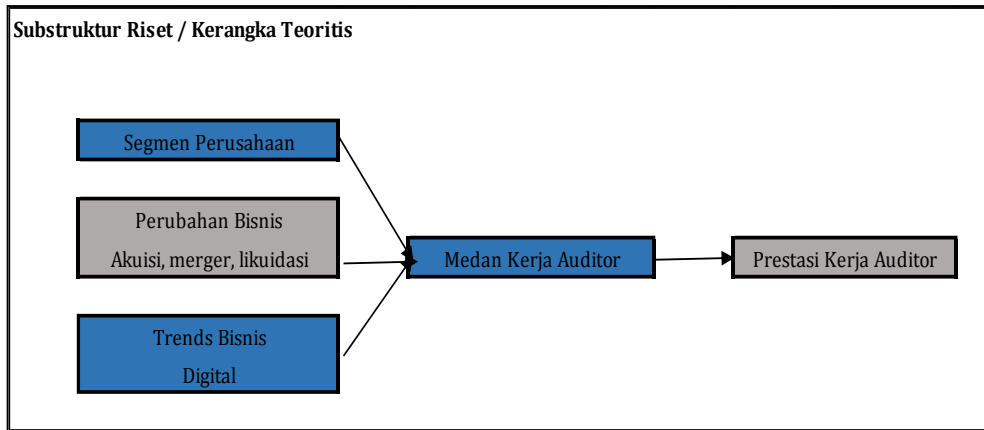 Substruktur Riset / Kerangka Teoritis
Segmen Perusahaan
Perubahan Bisnis
Akuisi, merger, likuidasi
Medan Kerja Auditor
Prestasi Kerja Auditor
Trends Bisnis
Digital